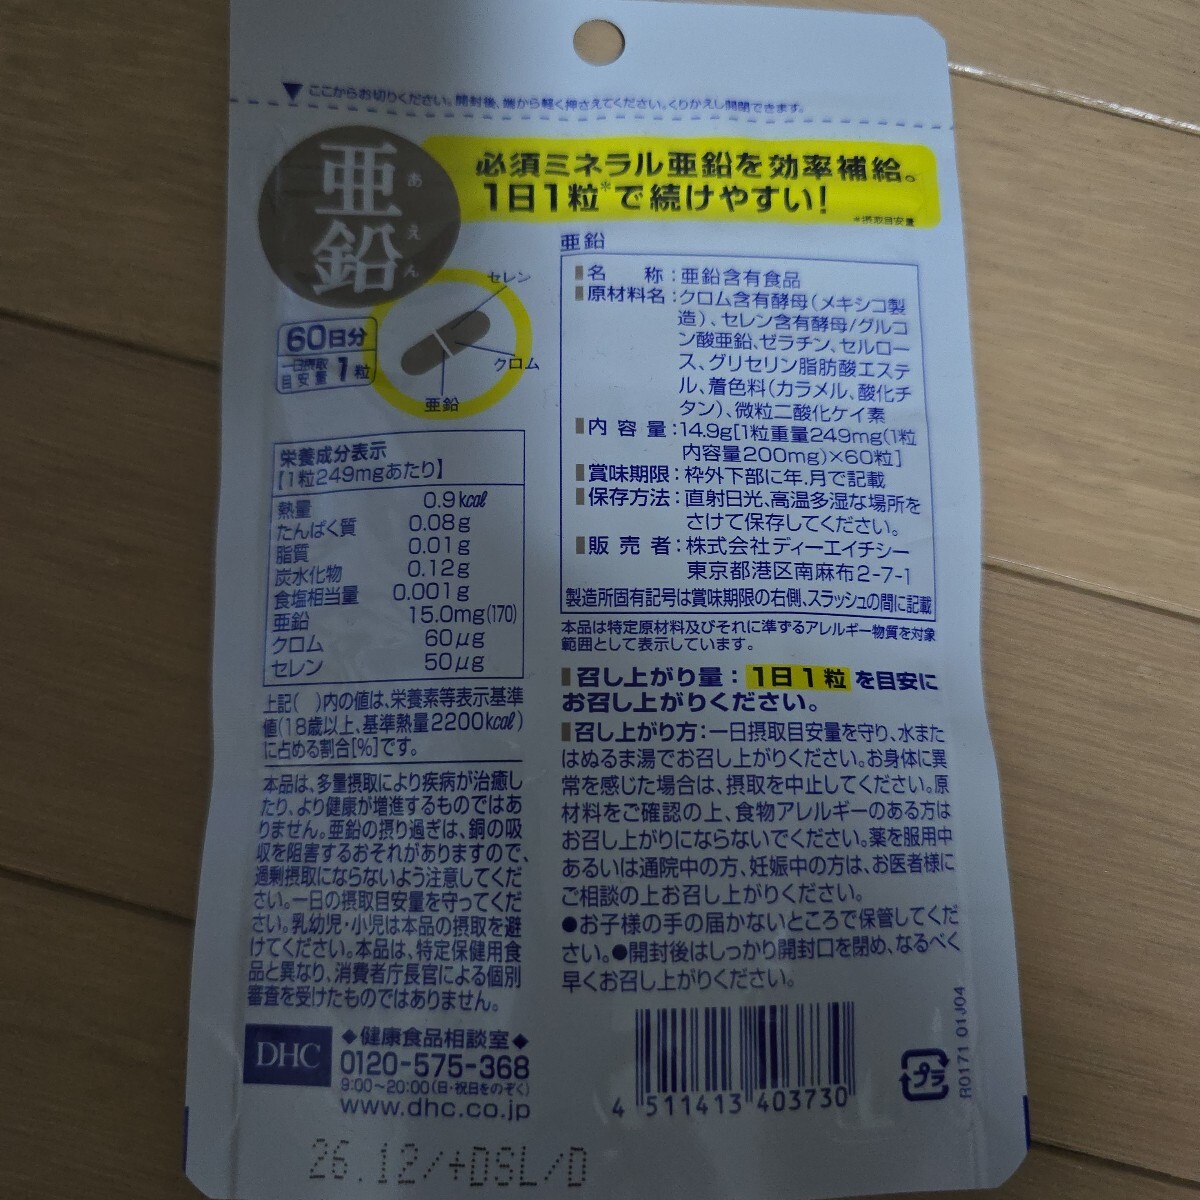 ▼ここからお切りください。開封後、端から軽く押さえてください。くりかえし開閉できます。
亜鉛
あえん
必須ミネラル亜鉛を効率補給。
1日1粒*で続けやすい!
*摂取目安量
セレン
クロム
亜鉛
60日分
一日摂取
目安量 1粒
栄養成分表示
【1粒249mgあたり】
熱量 0.9kcal
たんぱく質 0.08g
脂質 0.01g
炭水化物 0.12g
食塩相当量 0.001g
亜鉛 15.0mg(170)
クロム 60μg
セレン 50μg
上記( )内の値は、栄養素等表示基準
値(18歳以上、基準熱量2200kcal)
に占める割合[%]です。
本品は、多量摂取により疾病が治癒し
たり、より健康が増進するものではあ
りません。亜鉛の摂り過ぎは、銅の吸
収を阻害するおそれがありますので、
過剰摂取にならないよう注意してくだ
さい。一日の摂取目安量を守ってくだ
さい。乳幼児・小児は本品の摂取を避
けてください。本品は、特定保健用食
品と異なり、消費者庁長官による個別
審査を受けたものではありません。
亜鉛
名称:亜鉛含有食品
原材料名:クロム含有酵母(メキシコ製
造)、セレン含有酵母/グルコ
ン酸亜鉛、ゼラチン、セルロー
ス、グリセリン脂肪酸エステ
ル、着色料(カラメル、酸化チ
タン)、微粒二酸化ケイ素
内容量:14.9g[1粒重量249mg(1粒
内容量200mg)×60粒]
賞味期限:枠外下部に年.月で記載
保存方法:直射日光、高温多湿な場所を
さけて保存してください。
販売者:株式会社ディーエイチシー
東京都港区南麻布2-7-1
製造所固有記号は賞味期限の右側、スラッシュの間に記載
本品は特定原材料及びそれに準ずるアレルギー物質を対象
範囲として表示しています。
召し上がり量:1日1粒を目安に
お召し上がりください。
召し上がり方:一日摂取目安量を守り、水また
はぬるま湯でお召し上がりください。お身体に異
常を感じた場合は、摂取を中止してください。原
材料をご確認の上、食物アレルギーのある方は
お召し上がりにならないでください。薬を服用中
あるいは通院中の方、妊娠中の方は、お医者様に
ご相談の上お召し上がりください。
●お子様の手の届かないところで保管してくだ
さい。●開封後はしっかり開封口を閉め、なるべく
早くお召し上がりください。
DHC
◆健康食品相談室◆
0120-575-368
9:00~20:00(日・祝日をのぞく)
www.dhc.co.jp
4 511413 403730
プラ
R0171 01J04
26.12/+DSL/D